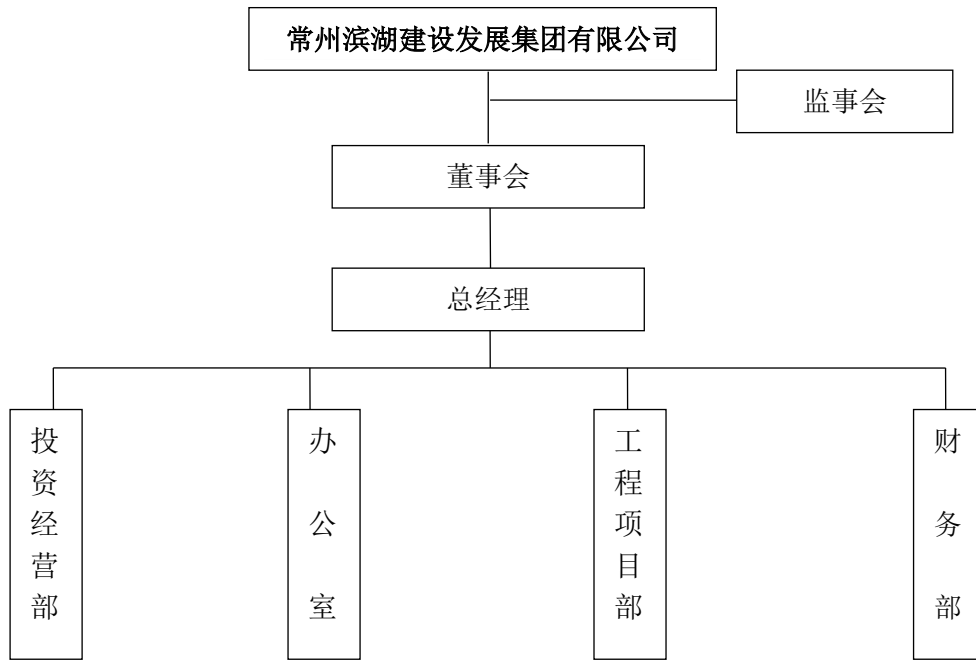 常州滨湖建设发展集团有限公司
监事会
董事会
总经理
投资经营部
办公室
工程项目部
财务部